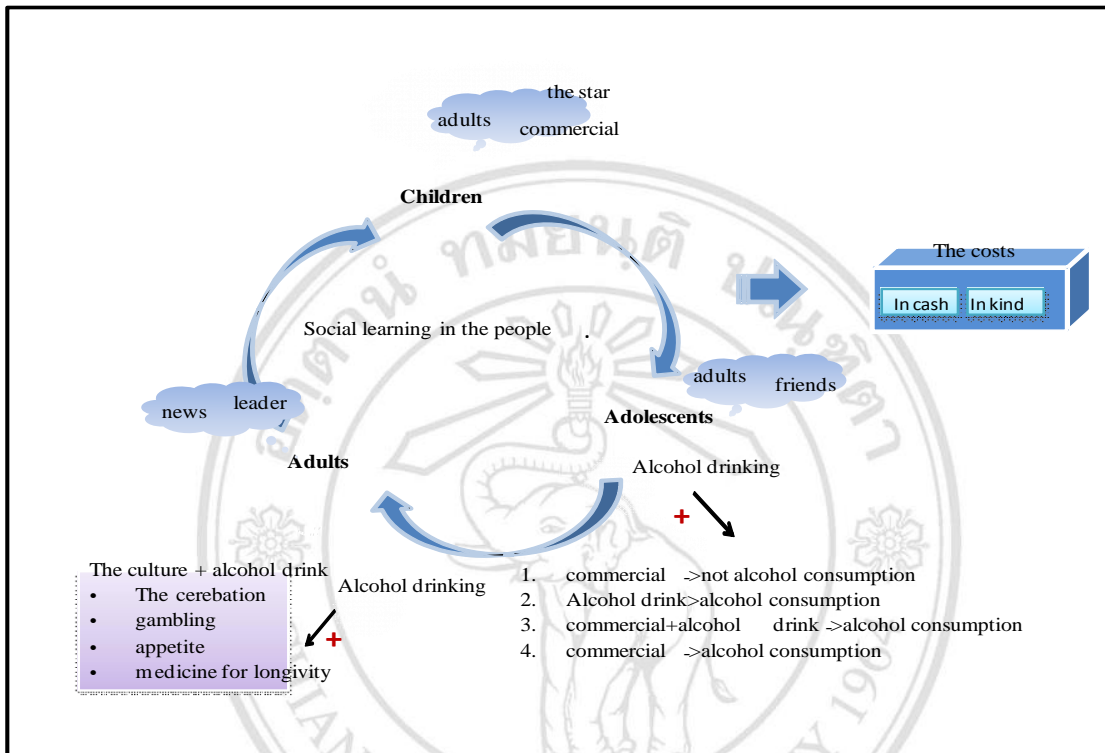 the star
adults commercial
Children
The costs
In cash In kind
Social learning in the people .
adults friends
news leader
Adolescents
Adults
Alcohol drinking
+
1. commercial ->not alcohol consumption
2. Alcohol drink>alcohol consumption
3. commercial+alcohol drink ->alcohol consumption
4. commercial ->alcohol consumption
The culture + alcohol drink
• The cerebation
• gambling
• appetite
• medicine for longivity
Alcohol drinking
+